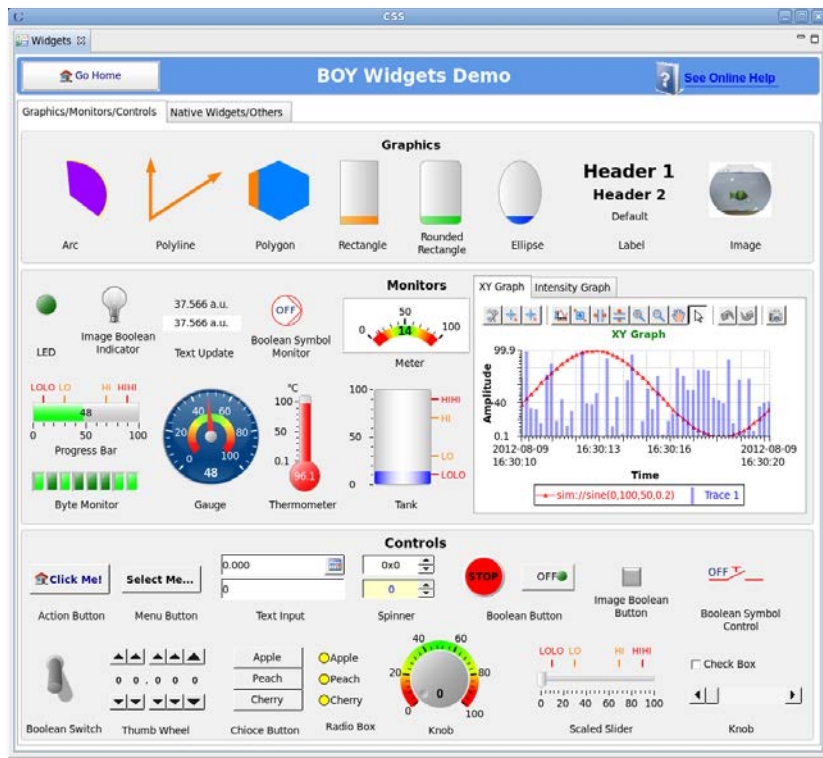 CSS
Widgets
Go Home
BOY Widgets Demo
See Online Help
Graphics/Monitors/Controls
Native Widgets/Others
Graphics
Header 1
Header 2
Default
Arc
Polyline
Polygon
Rectangle
Rounded
Rectangle
Ellipse
Label
Image
Monitors
LED
Image Boolean
Indicator
37.566 a.u.
37.566 a.u.
Text Update
OFF
Boolean Symbol
Monitor
0
50
100
14
Meter
LOLO LO HI HIHI
48
0 50 100
Progress Bar
Byte Monitor
0 20 40 60 80 100
48
Gauge
°C
100
50
0.1
96.1
Thermometer
100
50
0
HIHI
HI
LO
LOLO
Tank
XY Graph
Intensity Graph
XY Graph
Amplitude
99.9
40
0.1
2012-08-09
16:30:10
16:30:13
16:30:16
2012-08-09
16:30:20
Time
sim://sine(0,100,50,0.2)
Trace 1
Controls
Click Me!
Action Button
Select Me...
Menu Button
0.000
0
Text Input
0x0
0
Spinner
STOP
OFF
Boolean Button
Image Boolean
Button
OFF
Boolean Symbol
Control
Boolean Switch
0 0 . 0 0 0
Thumb Wheel
Apple
Peach
Cherry
Chioce Button
Apple
Peach
Cherry
Radio Box
0 20 40 60 80 100
0
Knob
LOLO LO HI HIHI
0 20 40 60 80 100
Scaled Slider
Check Box
Knob